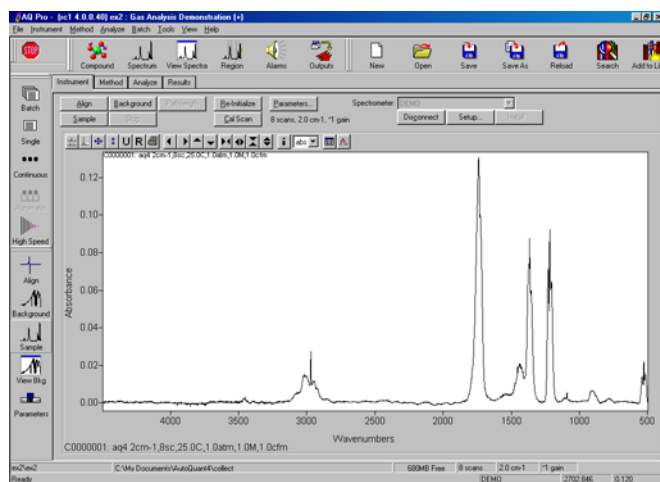 AQ Pro - (rc1 4.0.0.40) ex2 : Gas Analysis Demonstration (+)
File Instrument Method Analyze Batch Tools View Help
STOP Compound Spectrum View Spectra Region Alarms Outputs New Open Save Save As Reload Search Add to Li
Instrument Method Analyze Results
Batch
Single
Continuous
High Speed
Align
Background
Sample
View Bkg
Parameters
Align Background Pathlength Re-Initialize Parameters... Spectrometer: DEMO
Sample Stop Cal Scan 8 scans, 2.0 cm-1, ''1 gain Disconnect Setup... Install...
U R i abs
C0000001: aq4 2cm-1,8sc,25.0C,1.0atm,1.0M,1.0cfm
Absorbance
0.12
0.10
0.08
0.06
0.04
0.02
0.00
4500 4000 3500 3000 2500 2000 1500 1000 500
Wavenumbers
C0000001: aq4 2cm-1,8sc,25.0C,1.0atm,1.0M,1.0cfm
ex2\ex2 C:\My Documents\AutoQuant4\collect 680MB Free 8 scans 2.0 cm-1 ''1 gain
Ready DEMO 2702.846 0.120